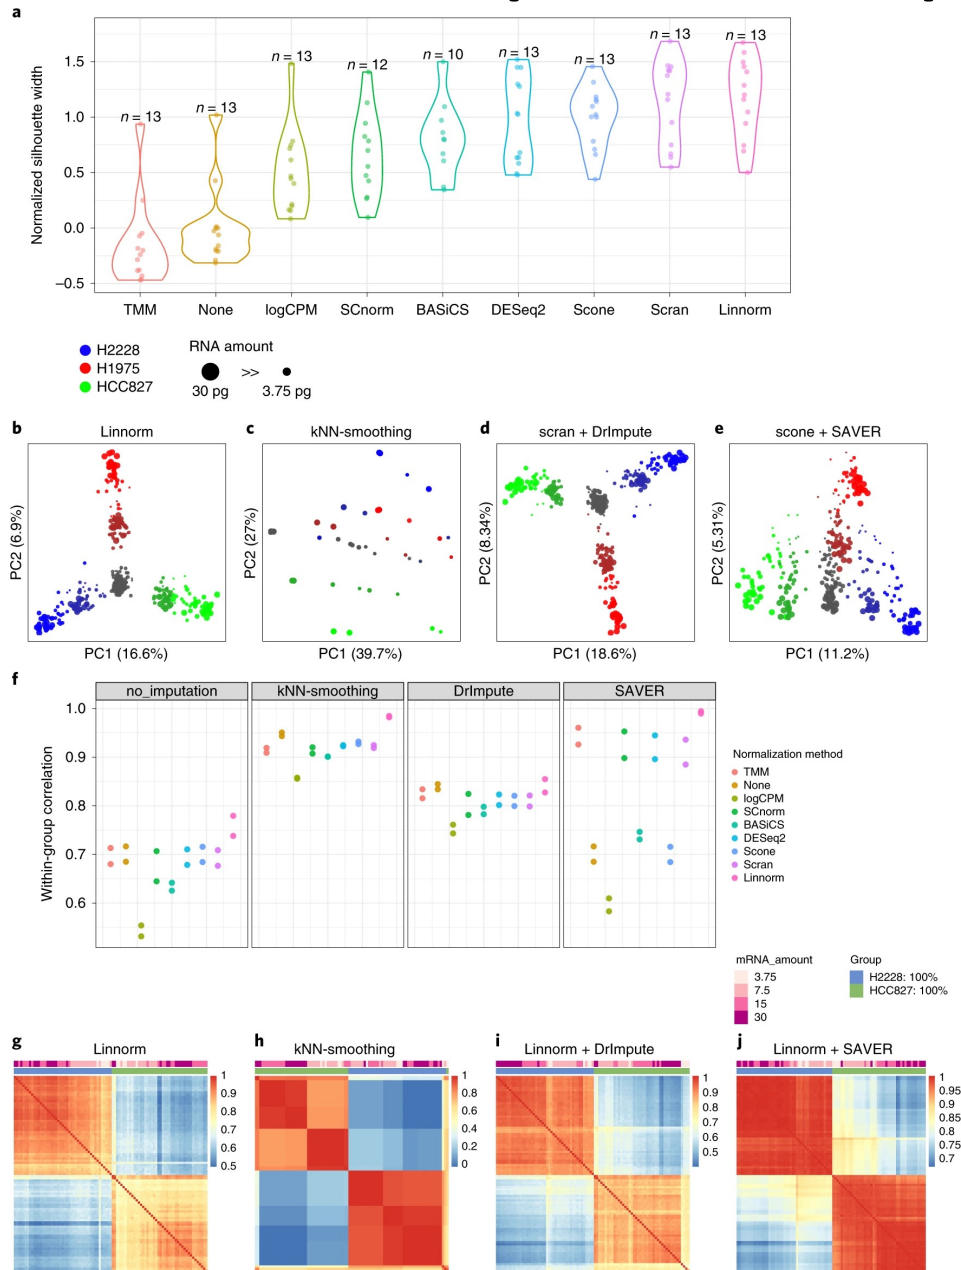 a
Normalized silhouette width
1.5
1.0
0.5
0.0
–0.5
n = 13
n = 13
n = 13
n = 12
n = 10
n = 13
n = 13
n = 13
n = 13
TMM
None
logCPM
SCnorm
BASiCS
DESeq2
Scone
Scran
Linnorm
H2228
H1975
HCC827
RNA amount
>>
30 pg
3.75 pg
b
Linnorm
PC2 (6.9%)
PC1 (16.6%)
c
kNN-smoothing
PC2 (27%)
PC1 (39.7%)
d
scran + DrImpute
PC2 (8.34%)
PC1 (18.6%)
e
scone + SAVER
PC2 (5.31%)
PC1 (11.2%)
f
no_imputation
kNN-smoothing
DrImpute
SAVER
Within-group correlation
1.0
0.9
0.8
0.7
0.6
Normalization method
TMM
None
logCPM
SCnorm
BASiCS
DESeq2
Scone
Scran
Linnorm
mRNA_amount
3.75
7.5
15
30
Group
H2228: 100%
HCC827: 100%
g
Linnorm
1
0.9
0.8
0.7
0.6
0.5
h
kNN-smoothing
1
0.8
0.6
0.4
0.2
0
i
Linnorm + DrImpute
1
0.9
0.8
0.7
0.6
0.5
j
Linnorm + SAVER
1
0.95
0.9
0.85
0.8
0.75
0.7